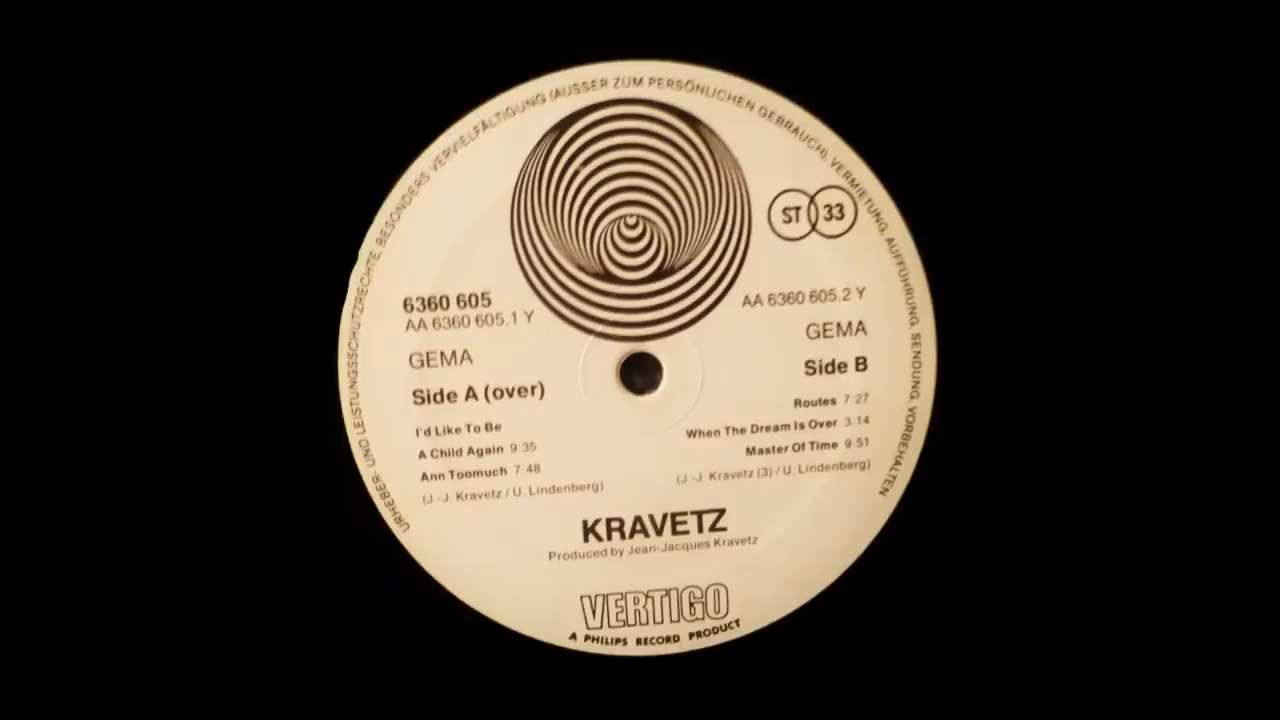 URHEBER- UND LEISTUNGSSCHUTZRECHTE, BESONDERS VERVIELFÄLTIGUNG (AUSSER ZUM PERSÖNLICHEN GEBRAUCH), VERMIETUNG, AUFFÜHRUNG, SENDUNG, VORBEHALTEN
ST 33
6360 605
AA 6360 605.1 Y
GEMA
Side A (over)
I'd Like To Be
A Child Again 9:35
Ann Toomuch 7:48
(J.-J. Kravetz / U. Lindenberg)
AA 6360 605.2 Y
GEMA
Side B
Routes 7:27
When The Dream Is Over 3:14
Master Of Time 9:51
(J.-J. Kravetz (3) / U. Lindenberg)
KRAVETZ
Produced by Jean-Jacques Kravetz
VERTIGO
A PHILIPS RECORD PRODUCT